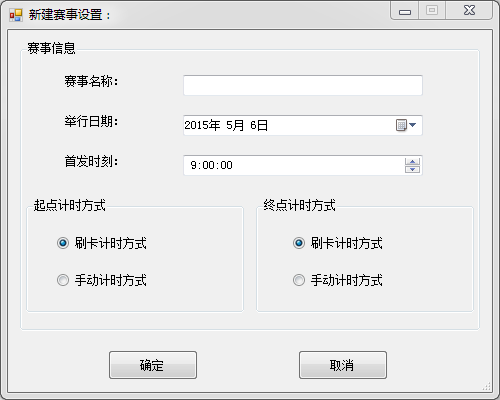 新建赛事设置：
赛事信息
赛事名称：
举行日期：
2015年 5月 6日
首发时刻：
9:00:00
起点计时方式
终点计时方式
刷卡计时方式
刷卡计时方式
手动计时方式
手动计时方式
确定
取消